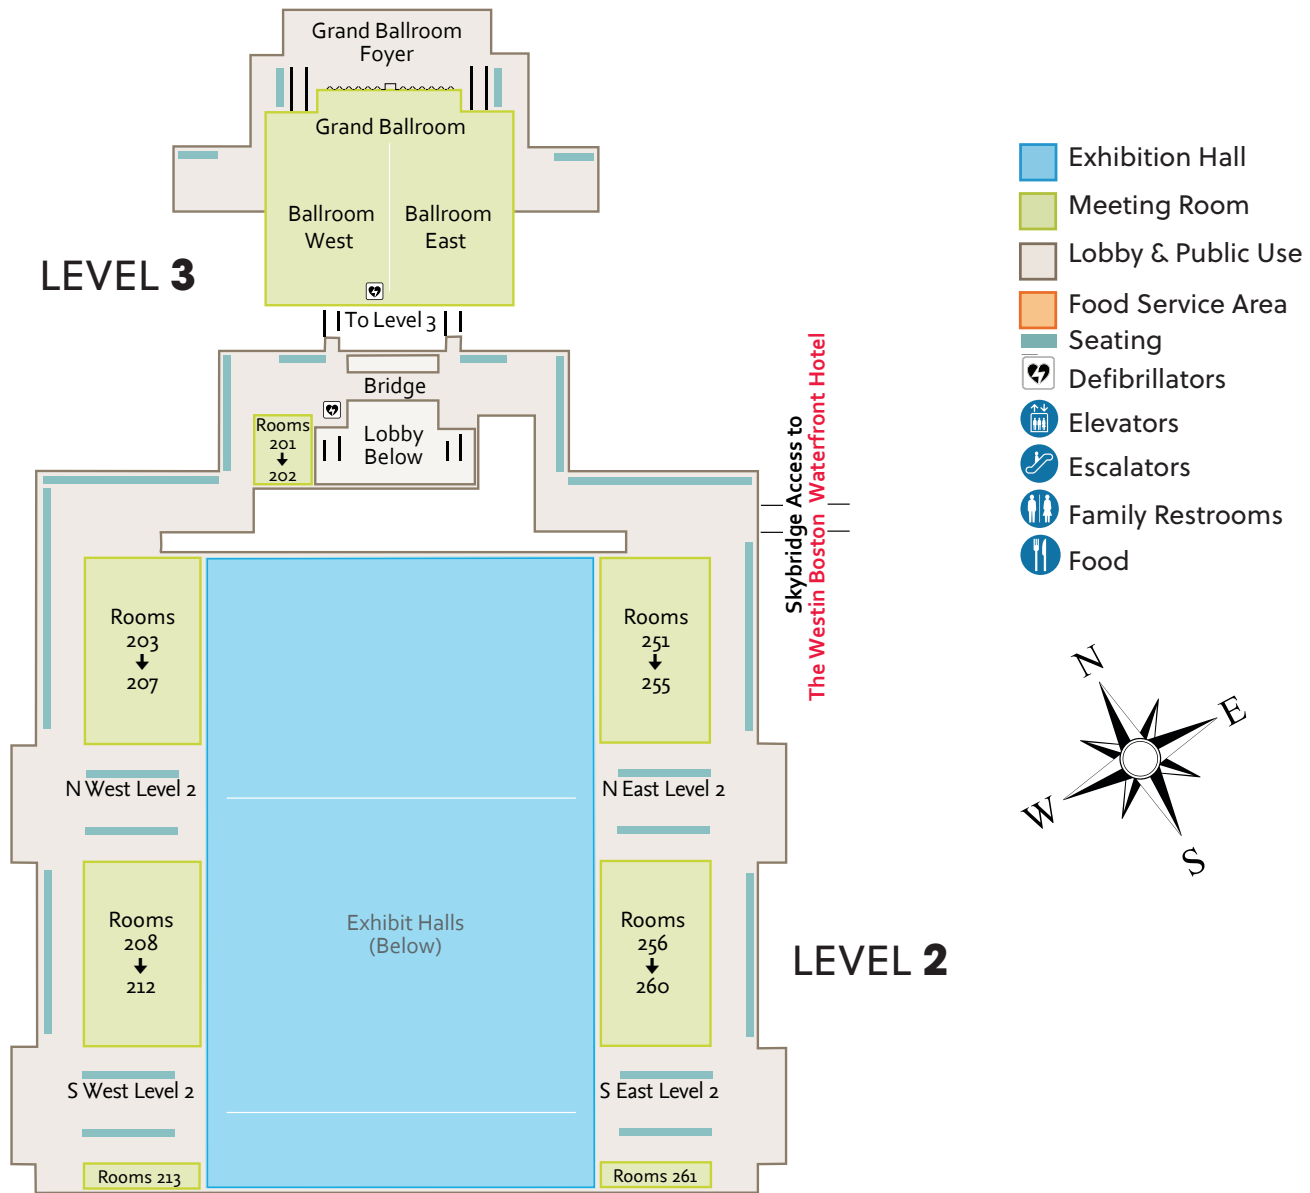 Grand Ballroom
Foyer
Grand Ballroom
Ballroom
West
Ballroom
East
LEVEL 3
To Level 3
Bridge
Rooms
201
202
Lobby
Below
Skybridge Access to
The Westin Boston Waterfront Hotel
Rooms
203
207
Rooms
251
255
N West Level 2
N East Level 2
Rooms
208
212
Exhibit Halls
(Below)
Rooms
256
260
LEVEL 2
S West Level 2
S East Level 2
Rooms 213
Rooms 261
Exhibition Hall
Meeting Room
Lobby & Public Use
Food Service Area
Seating
Defibrillators
Elevators
Escalators
Family Restrooms
Food
N
E
W
S